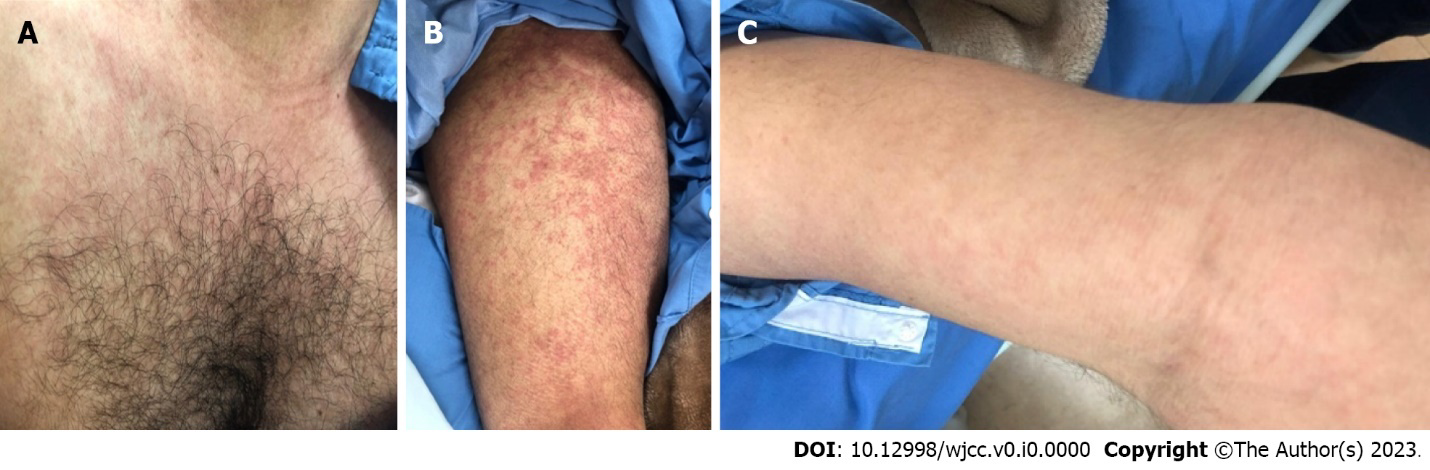 A
B
C
DOI: 10.12998/wjcc.v0.i0.0000 Copyright ©The Author(s) 2023.